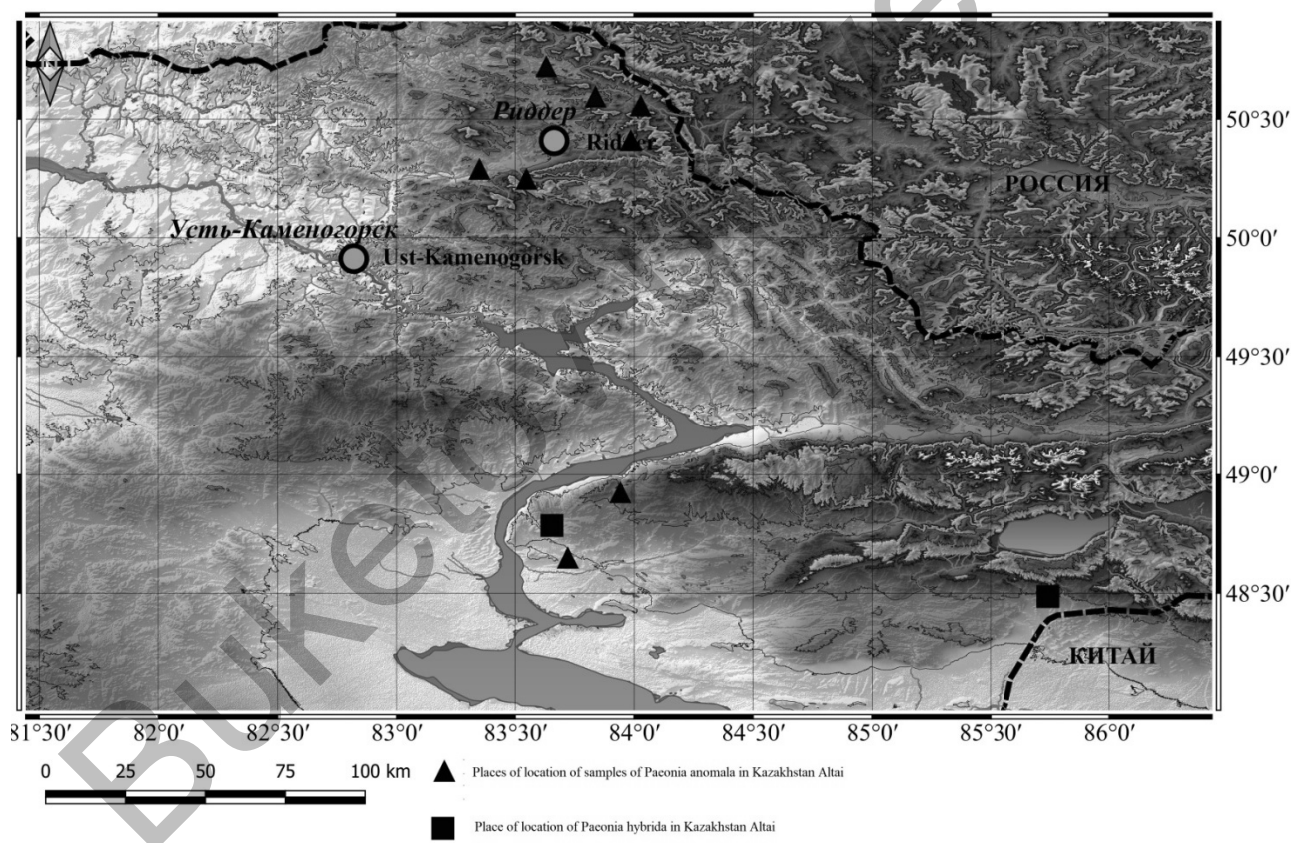 Риддер
Ridder
50°30′
РОССИЯ
Усть-Каменогорск
Ust-Kamenogorsk
50°0′
49°30′
49°0′
48°30′
КИТАЙ
81°30′ 82°0′ 82°30′ 83°0′ 83°30′ 84°0′ 84°30′ 85°0′ 85°30′ 86°0′
0 25 50 75 100 km
Places of location of samples of Paeonia anomala in Kazakhstan Altai
Place of location of Paeonia hybrida in Kazakhstan Altai